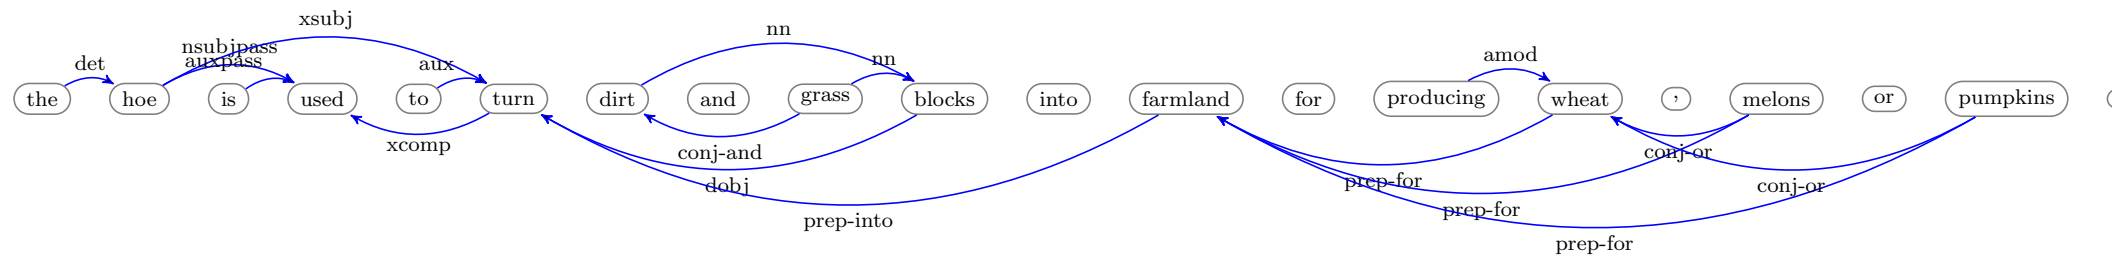 xsubj
nn
nsubjpass
amod
det
auxpass
aux
nn
the hoe is used to turn dirt and grass blocks into farmland for producing wheat , melons or pumpkins
xcomp
conj-and
conj-or
dobj
prep-for
conj-or
prep-for
prep-into
prep-for